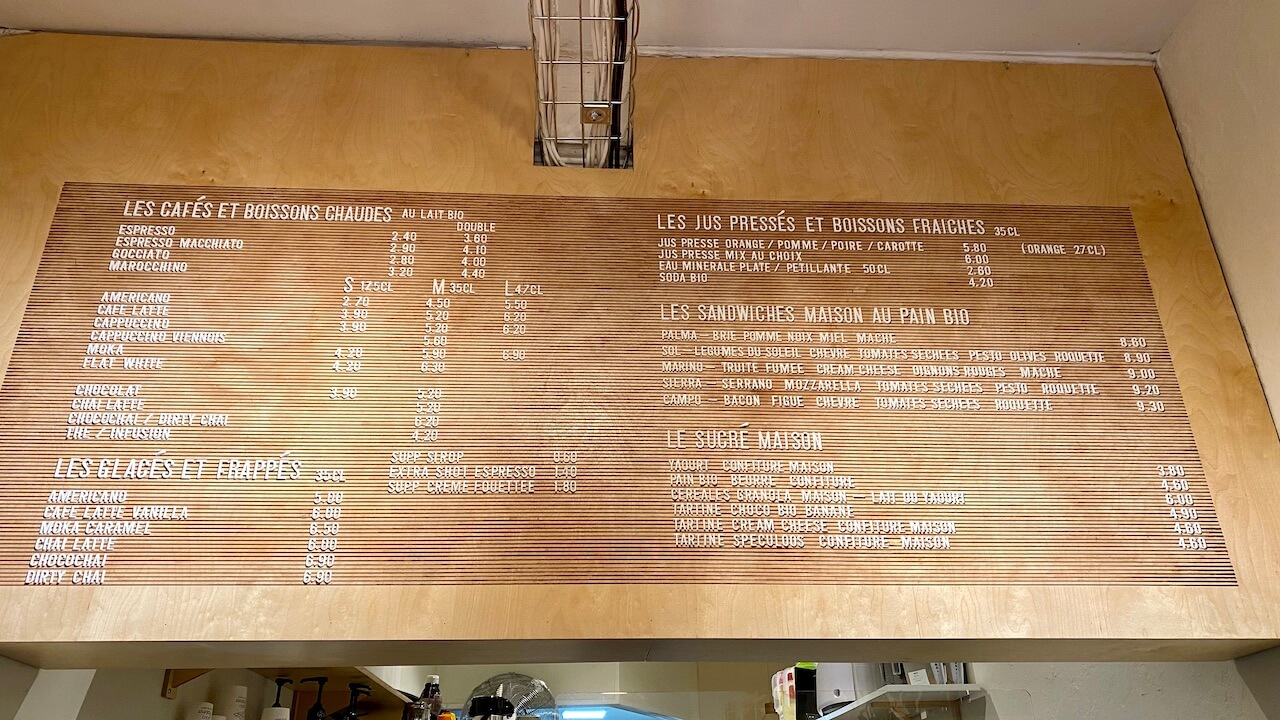 LES CAFÉS ET BOISSONS CHAUDES AU LAIT BIO
DOUBLE
ESPRESSO 2.40 3.80
ESPRESSO MACCHIATO 2.90 4.10
GOCCIATO 2.80 4.00
MAROCCHINO 3.20 4.40
S 17,5CL M 35CL L 47CL
AMERICANO 2.70 4.50 5.50
CAFE LATTE 3.90 5.20 6.20
CAPPUCCINO 3.90 5.20 6.20
CAPPUCCINO VIENNOIS 5.60
MOKA 4.20 5.90 6.90
FLAT WHITE 4.20 6.30
CHOCOLAT 3.90 5.20
CHAI LATTE 5.20
CHOCOCHAI / DIRTY CHAI 6.20
THE / INFUSION 4.20
SUPP SIROP 0.60
EXTRA SHOT ESPRESSO 1.40
SUPP CREME FOUETTEE 1.80
LES GLACÉS ET FRAPPÉS 35CL
AMERICANO 5.00
CAFE LATTE VANILLA 6.00
MOKA CARAMEL 6.50
CHAI LATTE 6.00
CHOCOCHAI 6.90
DIRTY CHAI 6.90
LES JUS PRESSÉS ET BOISSONS FRAICHES 35CL
JUS PRESSE ORANGE / POMME / POIRE / CAROTTE 5.80 (ORANGE 27CL)
JUS PRESSE MIX AU CHOIX 6.00
EAU MINERALE PLATE / PETILLANTE 50CL 2.60
SODA BIO 4.20
LES SANDWICHES MAISON AU PAIN BIO
PALMA — BRIE POMME NOIX MIEL MACHE 8.60
SOL — LEGUMES DU SOLEIL CHEVRE TOMATES SECHEES PESTO OLIVES ROQUETTE 8.90
MARINO — TRUITE FUMEE CREAM CHEESE OIGNONS ROUGES MACHE 9.00
SIERRA — SERRANO MOZZARELLA TOMATES SECHEES PESTO ROQUETTE 9.20
CAMPO — BACON FIGUE CHEVRE TOMATES SECHEES ROQUETTE 9.30
LE SUCRÉ MAISON
YAOURT CONFITURE MAISON 3.80
PAIN BIO BEURRE CONFITURE 4.60
CEREALES GRANOLA MAISON — LAIT OU YAOURT 6.00
TARTINE CHOCO BIO BANANE 4.90
TARTINE CREAM CHEESE CONFITURE MAISON 4.80
TARTINE SPECULOUS CONFITURE MAISON 4.80